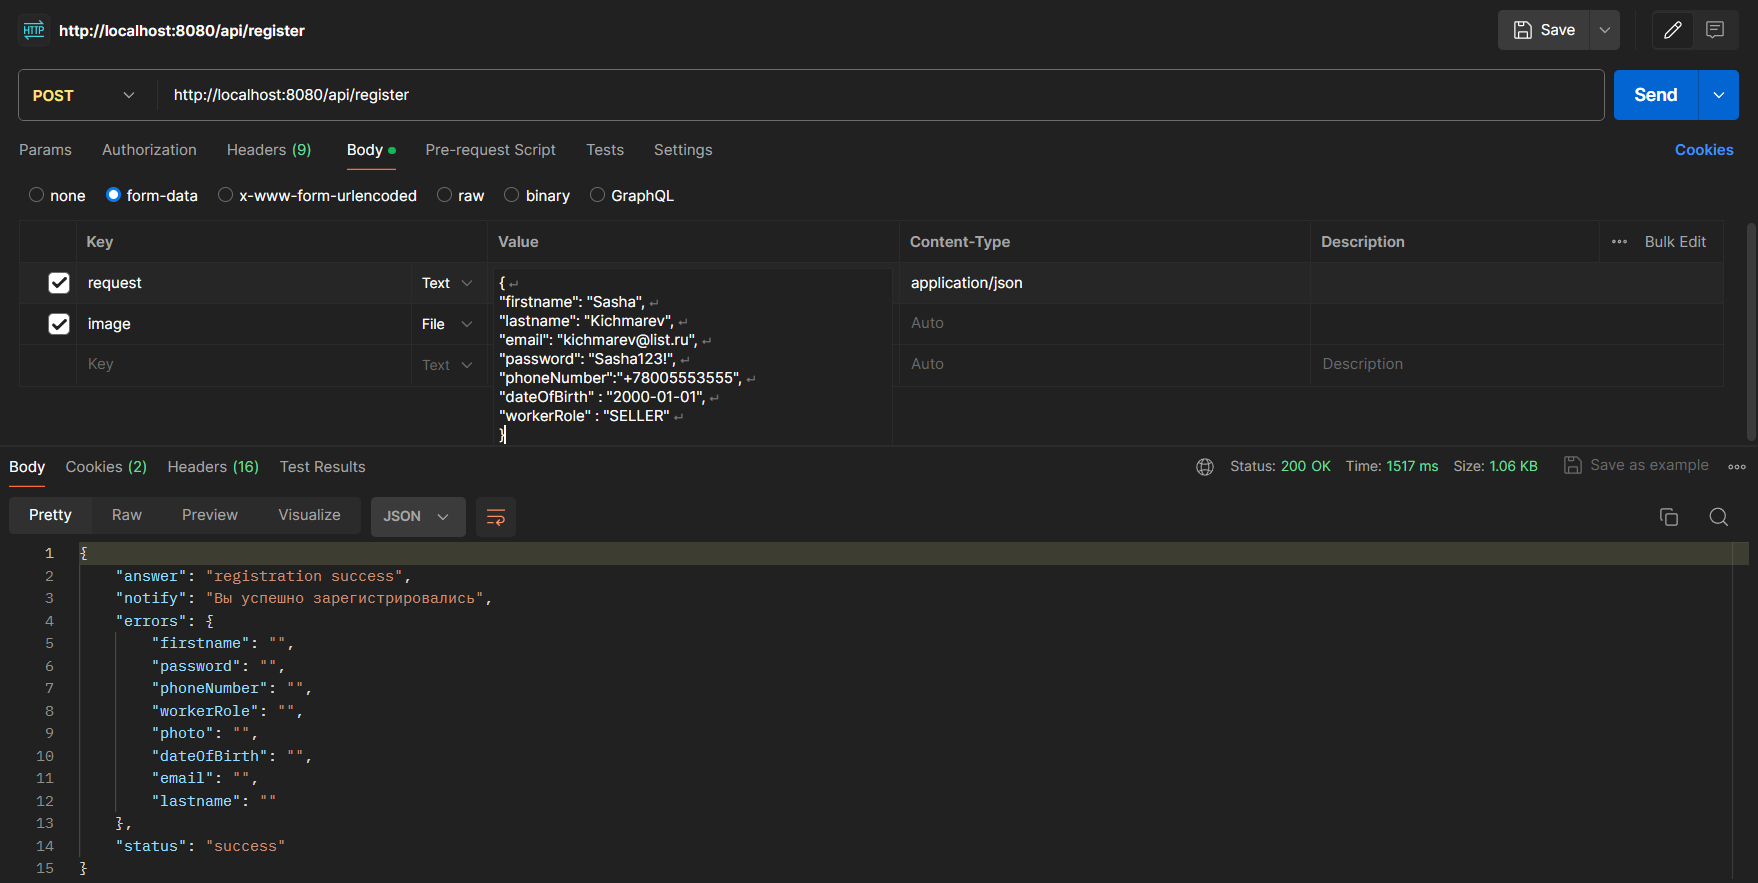 HTTP http://localhost:8080/api/register Save
POST http://localhost:8080/api/register Send
Params Authorization Headers (9) Body Pre-request Script Tests Settings Cookies
none form-data x-www-form-urlencoded raw binary GraphQL
Key Value Content-Type Description Bulk Edit
request Text application/json
image File Auto
Key Text Auto Description
{
"firstname": "Sasha",
"lastname": "Kichmarev",
"email": "kichmarev@list.ru",
"password": "Sasha123!",
"phoneNumber":"+78005553555",
"dateOfBirth" : "2000-01-01",
"workerRole" : "SELLER"
}
Body Cookies (2) Headers (16) Test Results Status: 200 OK Time: 1517 ms Size: 1.06 KB Save as example
Pretty Raw Preview Visualize JSON
1 {
2 "answer": "registration success",
3 "notify": "Вы успешно зарегистрировались",
4 "errors": {
5 "firstname": "",
6 "password": "",
7 "phoneNumber": "",
8 "workerRole": "",
9 "photo": "",
10 "dateOfBirth": "",
11 "email": "",
12 "lastname": ""
13 },
14 "status": "success"
15 }